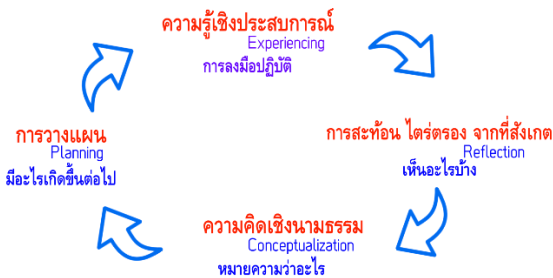 ความรู้เชิงประสบการณ์
Experiencing
การลงมือปฏิบัติ
การสะท้อน ไตร่ตรอง จากที่สังเกต
Reflection
เห็นอะไรบ้าง
ความคิดเชิงนามธรรม
Conceptualization
หมายความว่าอะไร
การวางแผน
Planning
มีอะไรเกิดขึ้นต่อไป